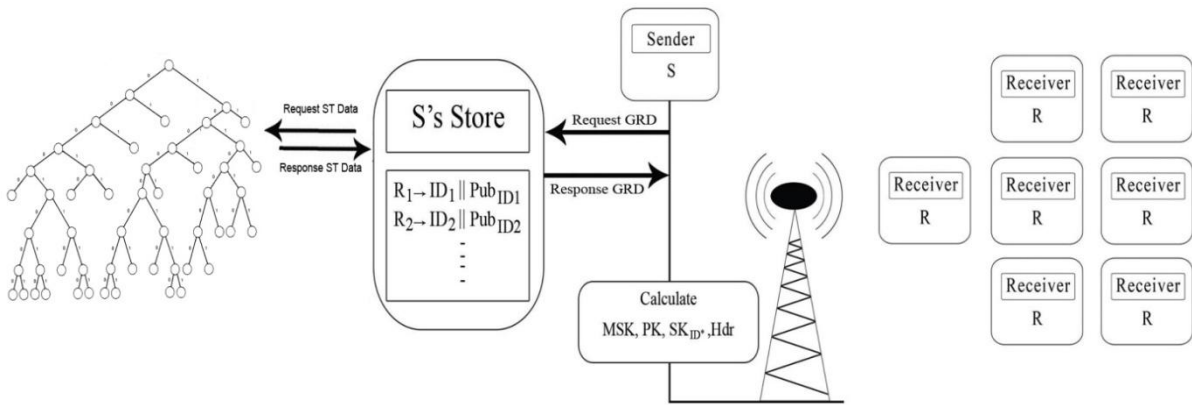 Request ST Data
Response ST Data
S's Store
R1→ ID1 || PubID1
R2→ ID2 || PubID2
Sender
S
Request GRD
Response GRD
Calculate
MSK, PK, SKID*,Hdr
Receiver
R
Receiver
R
Receiver
R
Receiver
R
Receiver
R
Receiver
R
Receiver
R